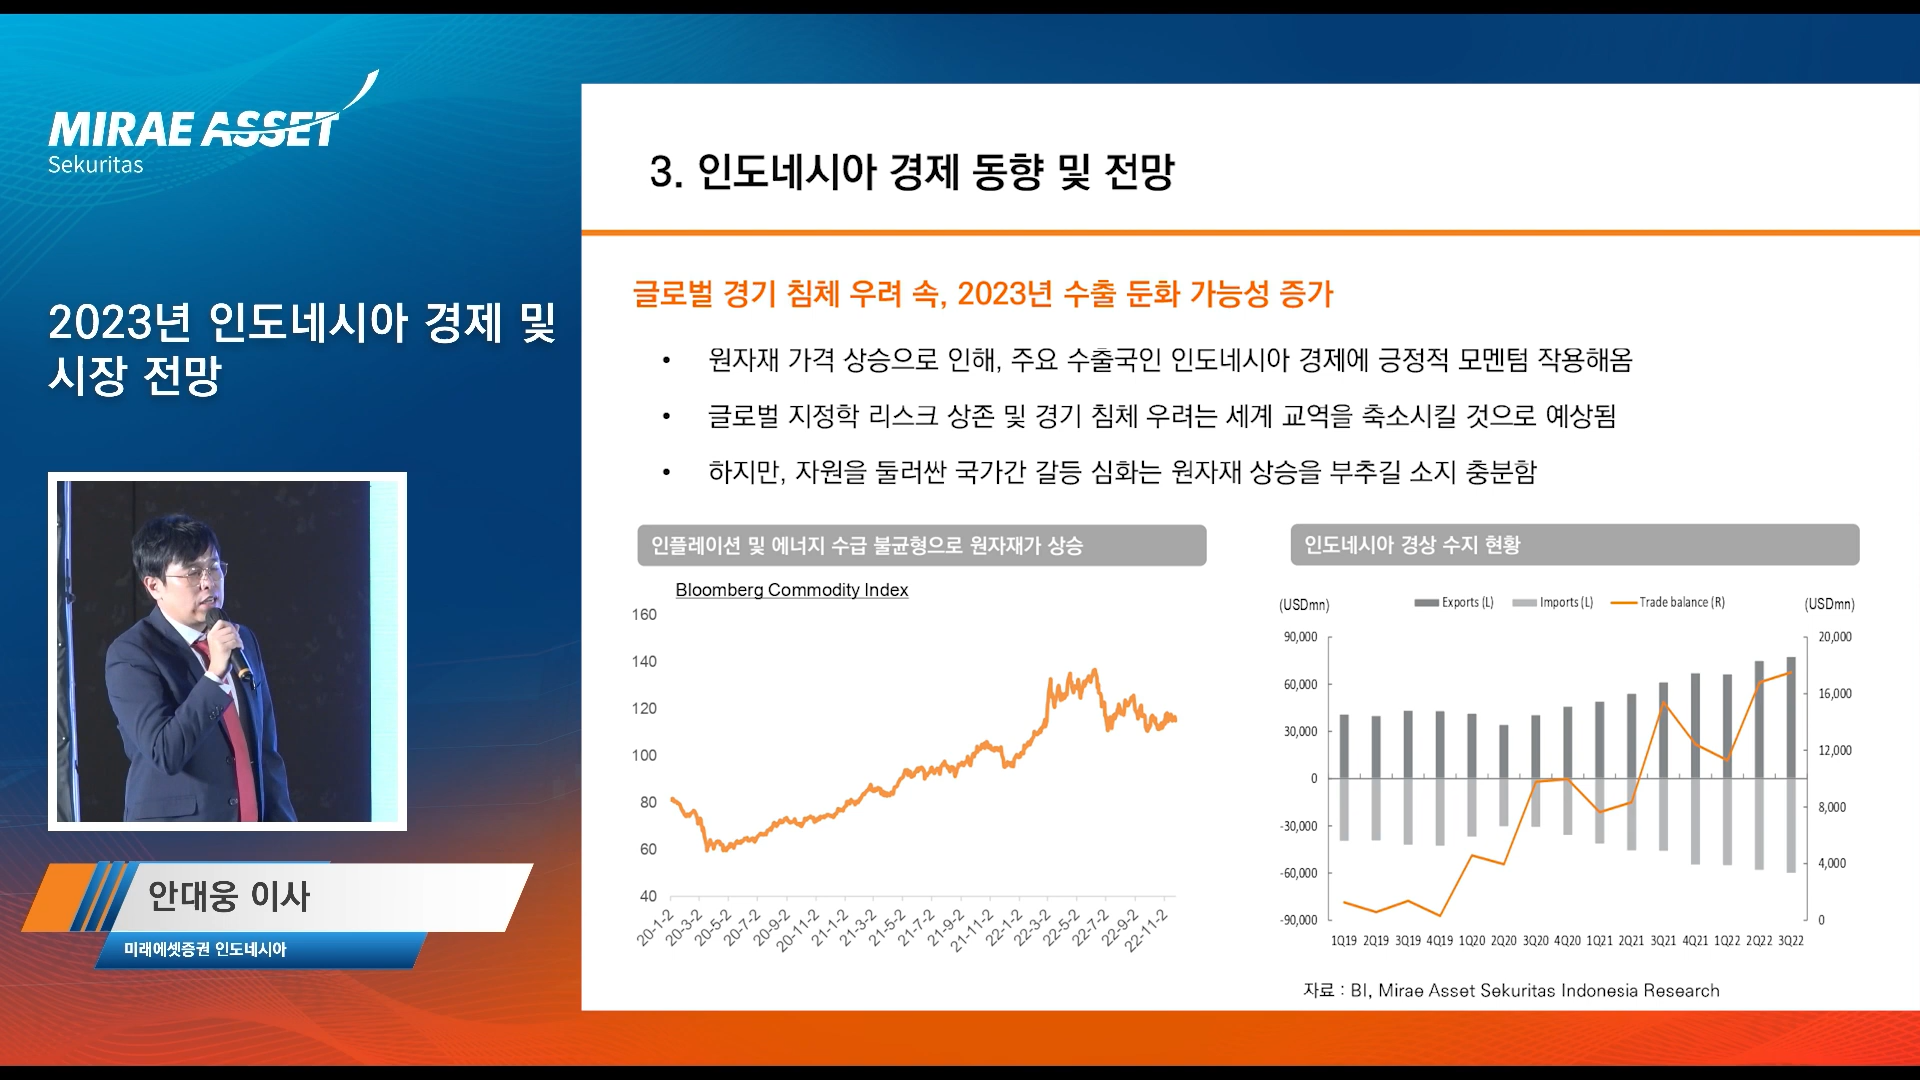 MIRAE ASSET
Sekuritas
2023년 인도네시아 경제 및
시장 전망
안대웅 이사
미래에셋증권 인도네시아
3. 인도네시아 경제 동향 및 전망
글로벌 경기 침체 우려 속, 2023년 수출 둔화 가능성 증가
• 원자재 가격 상승으로 인해, 주요 수출국인 인도네시아 경제에 긍정적 모멘텀 작용해옴
• 글로벌 지정학 리스크 상존 및 경기 침체 우려는 세계 교역을 축소시킬 것으로 예상됨
• 하지만, 자원을 둘러싼 국가간 갈등 심화는 원자재 상승을 부추길 소지 충분함
인플레이션 및 에너지 수급 불균형으로 원자재가 상승
Bloomberg Commodity Index
160
140
120
100
80
60
40
20-1-2 20-3-2 20-5-2 20-7-2 20-9-2 20-11-2 21-1-2 21-3-2 21-5-2 21-7-2 21-9-2 21-11-2 22-1-2 22-3-2 22-5-2 22-7-2 22-9-2 22-11-2
인도네시아 경상 수지 현황
(USDmn) Exports (L) Imports (L) Trade balance (R) (USDmn)
90,000 20,000
60,000 16,000
30,000 12,000
0 8,000
-30,000 4,000
-60,000 0
-90,000
1Q19 2Q19 3Q19 4Q19 1Q20 2Q20 3Q20 4Q20 1Q21 2Q21 3Q21 4Q21 1Q22 2Q22 3Q22
자료 : BI, Mirae Asset Sekuritas Indonesia Research